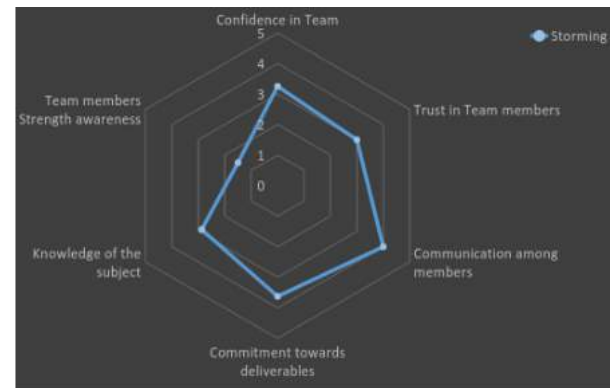 Confidence in Team
Storming
5
4
3
2
1
0
Team members
Strength awareness
Trust in Team members
Knowledge of the
subject
Communication among
members
Commitment towards
deliverables